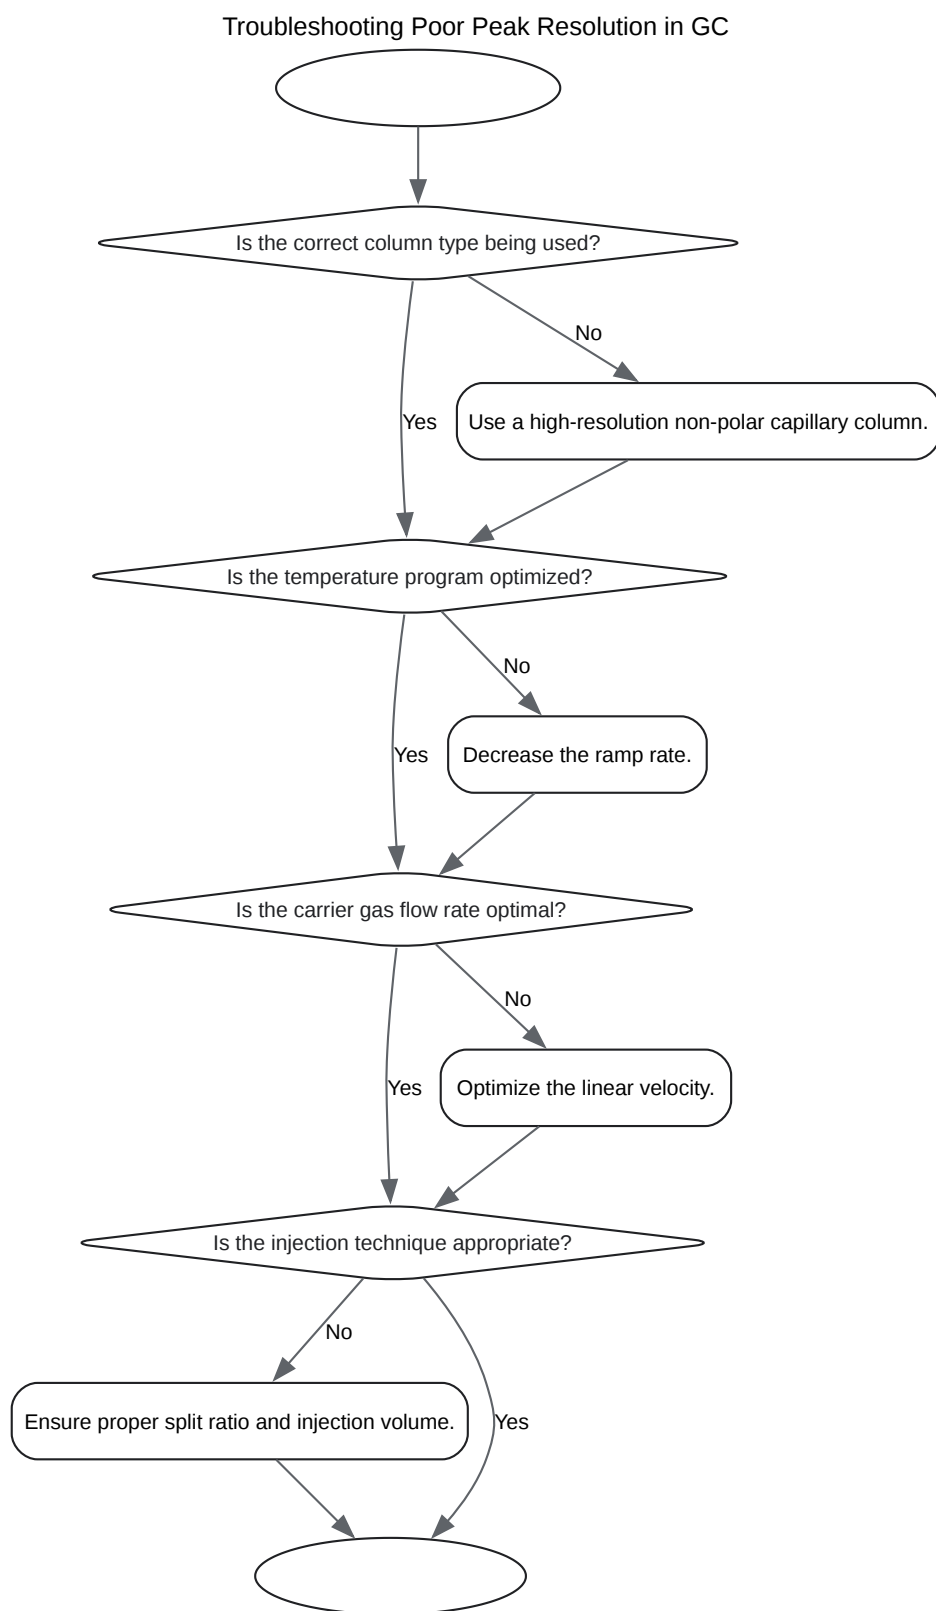 Troubleshooting Poor Peak Resolution in GC
Is the correct column type being used?
No
Yes
Use a high-resolution non-polar capillary column.
Is the temperature program optimized?
No
Yes
Decrease the ramp rate.
Is the carrier gas flow rate optimal?
No
Yes
Optimize the linear velocity.
Is the injection technique appropriate?
No
Ensure proper split ratio and injection volume.
Yes